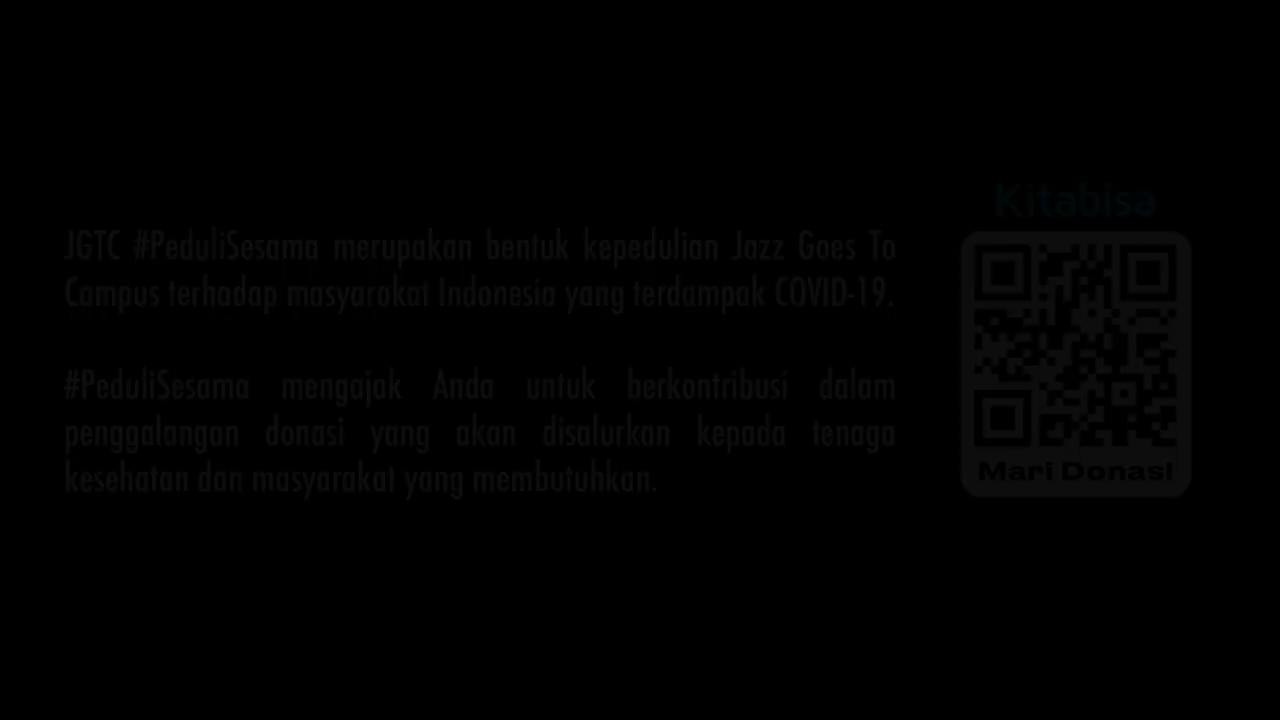 JGTC #PeduliSesama merupakan bentuk kepedulian Jazz Goes To
Campus terhadap masyarakat Indonesia yang terdampak COVID-19.
#PeduliSesama mengajak Anda untuk berkontribusi dalam
penggalangan donasi yang akan disalurkan kepada tenaga
kesehatan dan masyarakat yang membutuhkan.
Kitabisa
Mari Donasi